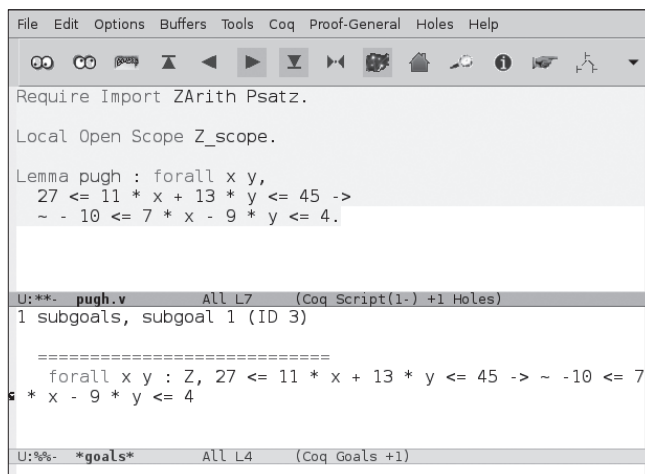 File Edit Options Buffers Tools Coq Proof-General Holes Help
Require Import ZArith Psatz.
Local Open Scope Z_scope.
Lemma pugh : forall x y,
27 <= 11 * x + 13 * y <= 45 ->
~ - 10 <= 7 * x - 9 * y <= 4.
U:**- pugh.v All L7 (Coq Script(1-) +1 Holes)
1 subgoals, subgoal 1 (ID 3)
============================
forall x y : Z, 27 <= 11 * x + 13 * y <= 45 -> ~ -10 <= 7
* x - 9 * y <= 4
U:%%- *goals* All L4 (Coq Goals +1)